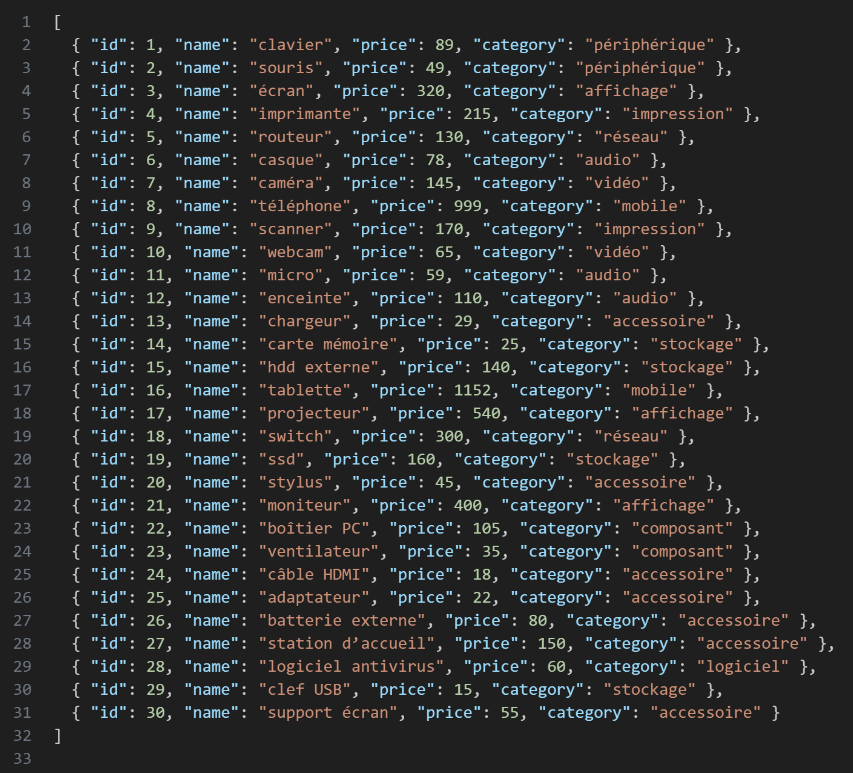 1 [
2 { "id": 1, "name": "clavier", "price": 89, "category": "périphérique" },
3 { "id": 2, "name": "souris", "price": 49, "category": "périphérique" },
4 { "id": 3, "name": "écran", "price": 320, "category": "affichage" },
5 { "id": 4, "name": "imprimante", "price": 215, "category": "impression" },
6 { "id": 5, "name": "routeur", "price": 130, "category": "réseau" },
7 { "id": 6, "name": "casque", "price": 78, "category": "audio" },
8 { "id": 7, "name": "caméra", "price": 145, "category": "vidéo" },
9 { "id": 8, "name": "téléphone", "price": 999, "category": "mobile" },
10 { "id": 9, "name": "scanner", "price": 170, "category": "impression" },
11 { "id": 10, "name": "webcam", "price": 65, "category": "vidéo" },
12 { "id": 11, "name": "micro", "price": 59, "category": "audio" },
13 { "id": 12, "name": "enceinte", "price": 110, "category": "audio" },
14 { "id": 13, "name": "chargeur", "price": 29, "category": "accessoire" },
15 { "id": 14, "name": "carte mémoire", "price": 25, "category": "stockage" },
16 { "id": 15, "name": "hdd externe", "price": 140, "category": "stockage" },
17 { "id": 16, "name": "tablette", "price": 1152, "category": "mobile" },
18 { "id": 17, "name": "projecteur", "price": 540, "category": "affichage" },
19 { "id": 18, "name": "switch", "price": 300, "category": "réseau" },
20 { "id": 19, "name": "ssd", "price": 160, "category": "stockage" },
21 { "id": 20, "name": "stylus", "price": 45, "category": "accessoire" },
22 { "id": 21, "name": "moniteur", "price": 400, "category": "affichage" },
23 { "id": 22, "name": "boîtier PC", "price": 105, "category": "composant" },
24 { "id": 23, "name": "ventilateur", "price": 35, "category": "composant" },
25 { "id": 24, "name": "câble HDMI", "price": 18, "category": "accessoire" },
26 { "id": 25, "name": "adaptateur", "price": 22, "category": "accessoire" },
27 { "id": 26, "name": "batterie externe", "price": 80, "category": "accessoire" },
28 { "id": 27, "name": "station d’accueil", "price": 150, "category": "accessoire" },
29 { "id": 28, "name": "logiciel antivirus", "price": 60, "category": "logiciel" },
30 { "id": 29, "name": "clef USB", "price": 15, "category": "stockage" },
31 { "id": 30, "name": "support écran", "price": 55, "category": "accessoire" }
32 ]
33